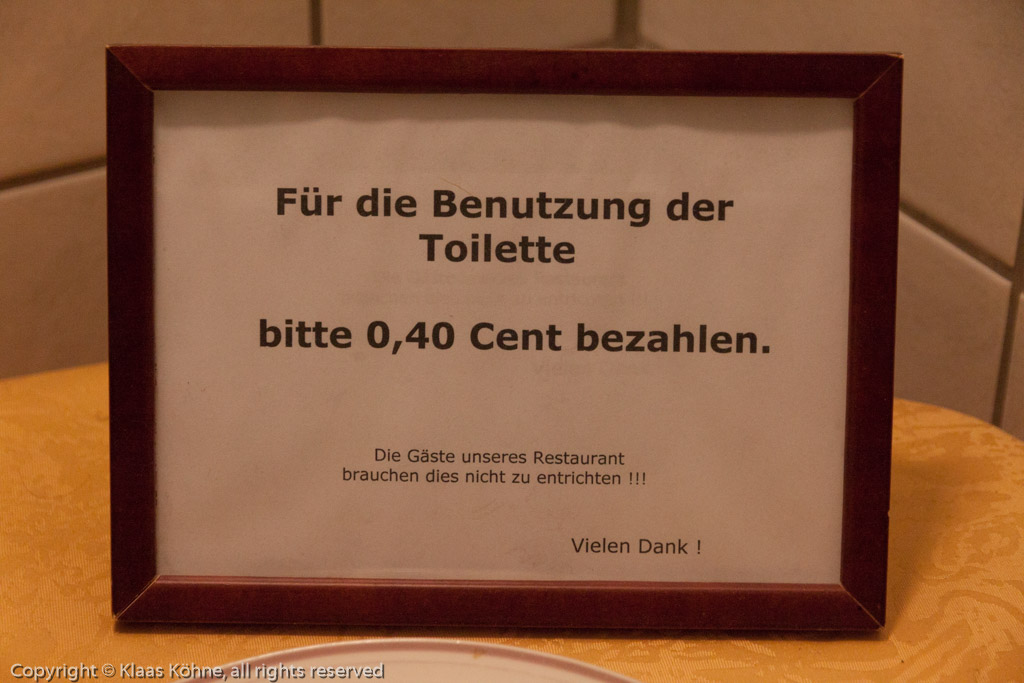 Für die Benutzung der
Toilette
bitte 0,40 Cent bezahlen.
Die Gäste unseres Restaurant
brauchen dies nicht zu entrichten !!!
Vielen Dank !
Copyright © Klaas Köhne, all rights reserved